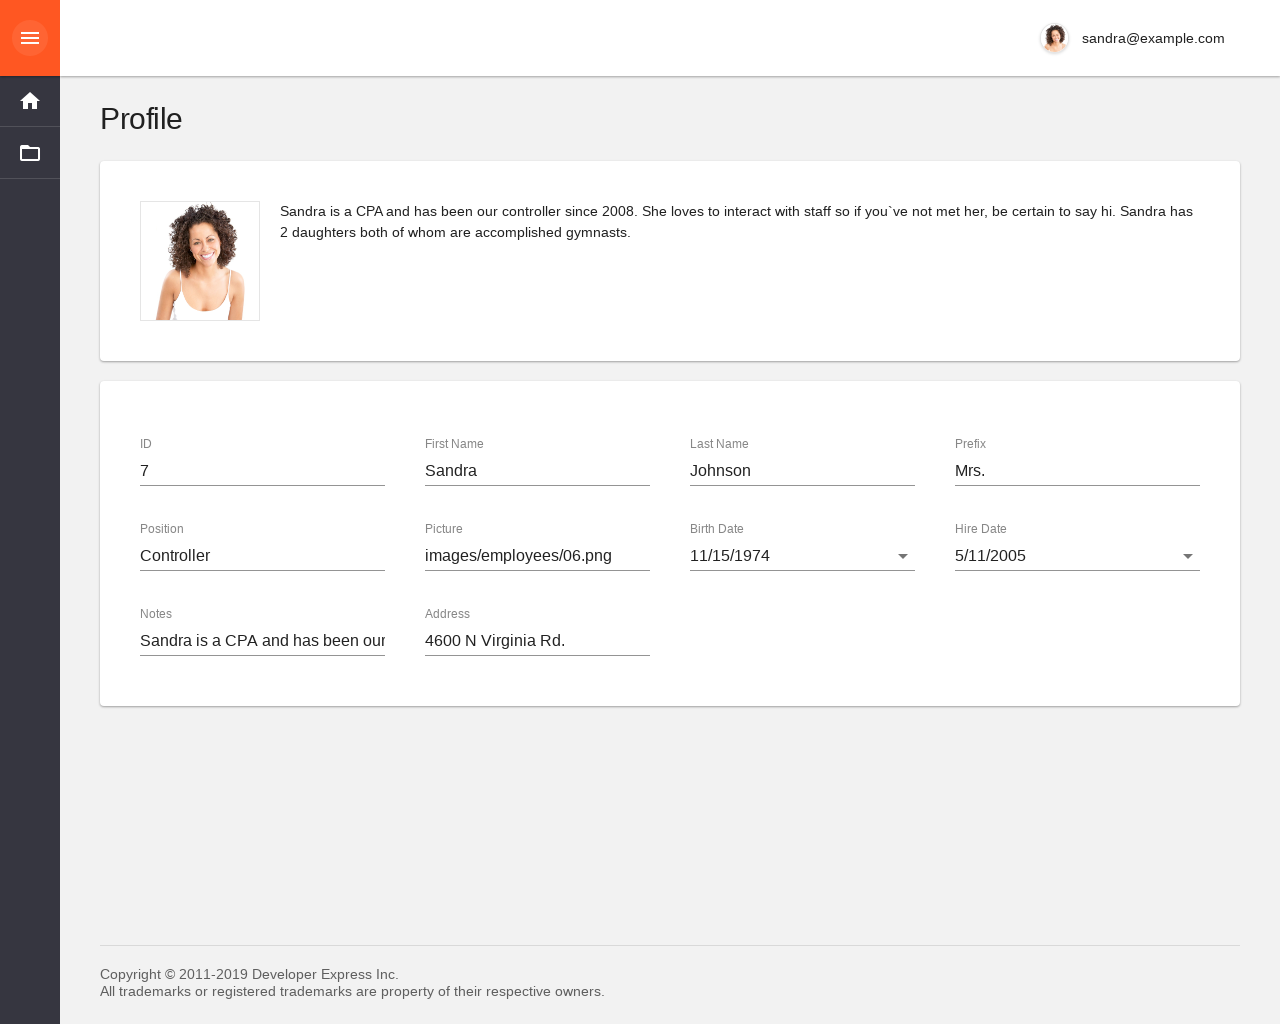 sandra@example.com
Profile
Sandra is a CPA and has been our controller since 2008. She loves to interact with staff so if you`ve not met her, be certain to say hi. Sandra has
2 daughters both of whom are accomplished gymnasts.
ID
First Name
Last Name
Prefix
7
Sandra
Johnson
Mrs.
Position
Picture
Birth Date
Hire Date
Controller
images/employees/06.png
11/15/1974
5/11/2005
Notes
Address
Sandra is a CPA and has been our
4600 N Virginia Rd.
Copyright © 2011-2019 Developer Express Inc.
All trademarks or registered trademarks are property of their respective owners.